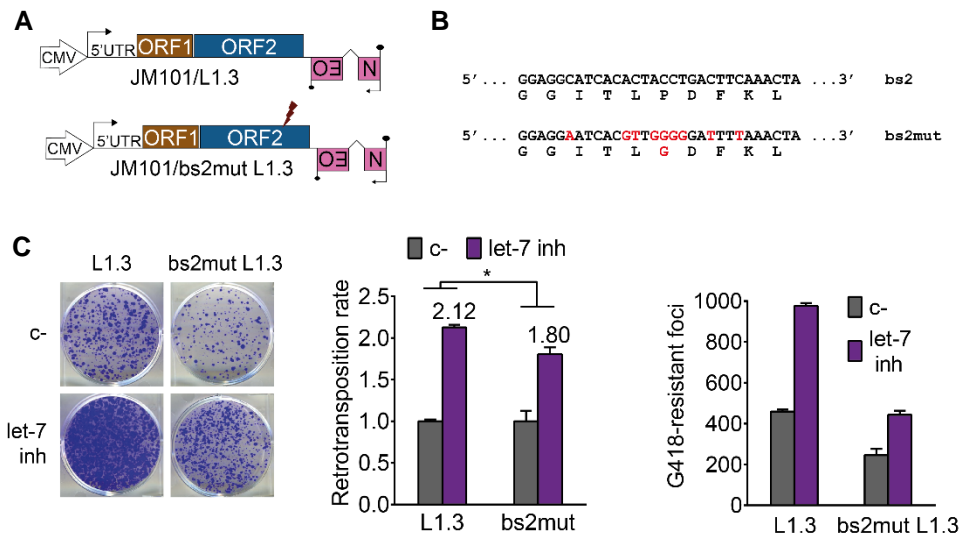 A
CMV 5'UTR ORF1 ORF2 NEO
JM101/L1.3
CMV 5'UTR ORF1 ORF2 NEO
JM101/bs2mut L1.3
B
5' ... GGAGGCATCACACTACCTGACTTCAAACTA ...3' bs2
G G I T L P D F K L
5' ... GGAGGAATCACGTTGGGGGATTTTAAACTA ...3' bs2mut
G G I T L G D F K L
C
L1.3 bs2mut L1.3
c-
let-7 inh
c- let-7 inh
*
Retrotransposition rate
2.5
2.0
1.5
1.0
0.5
0.0
2.12
1.80
L1.3 bs2mut
c-
let-7 inh
G418-resistant foci
1000
800
600
400
200
0
L1.3 bs2mut L1.3